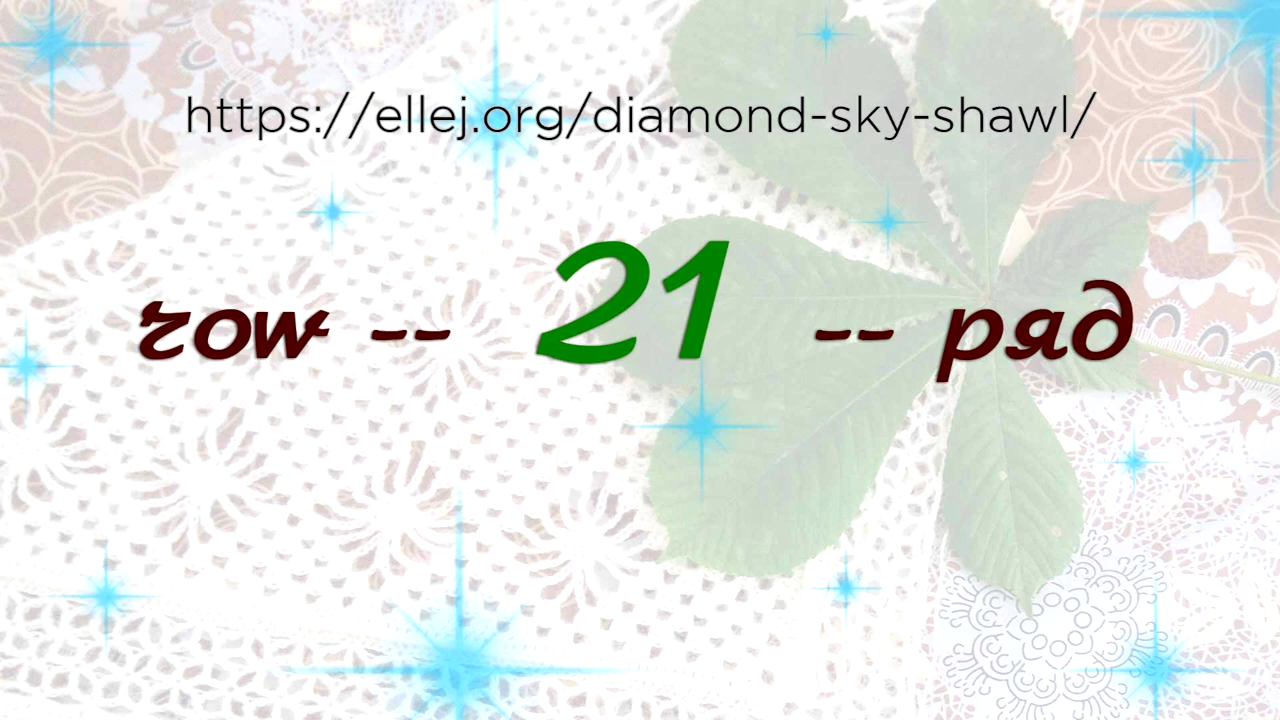 https://ellej.org/diamond-sky-shawl/
row -- 21 -- ряд